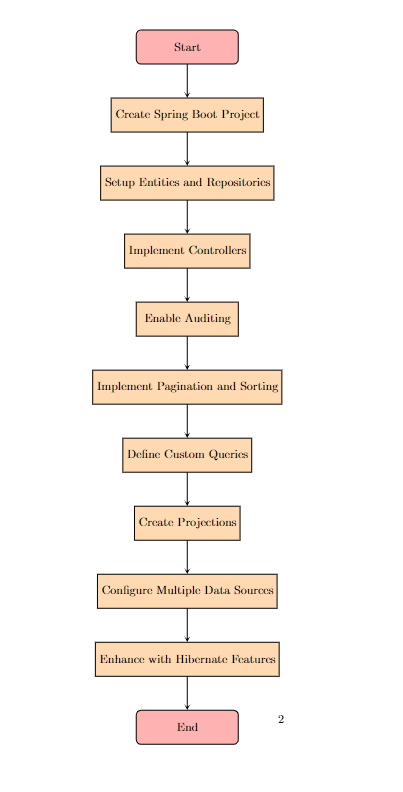 Start
Create Spring Boot Project
Setup Entities and Repositories
Implement Controllers
Enable Auditing
Implement Pagination and Sorting
Define Custom Queries
Create Projections
Configure Multiple Data Sources
Enhance with Hibernate Features
End
2